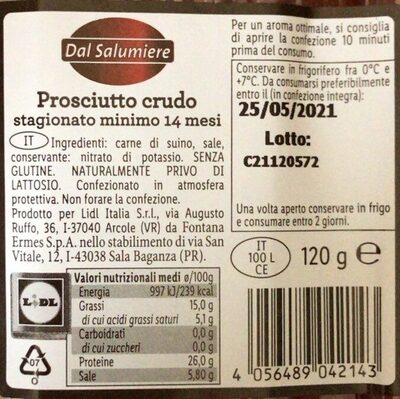 Dal Salumiere
Prosciutto crudo
stagionato minimo 14 mesi
IT Ingredienti: carne di suino, sale,
conservante: nitrato di potassio. SENZA
GLUTINE. NATURALMENTE PRIVO DI
LATTOSIO. Confezionato in atmosfera
protettiva. Non forare la confezione.
Prodotto per Lidl Italia S.r.l., via Augusto
Ruffo, 36, I-37040 Arcole (VR) da Fontana
Ermes S.p.A. nello stabilimento di via San
Vitale, 12, I-43038 Sala Baganza (PR).
Valori nutrizionali medi ø/100g
Energia 997 kJ/239 kcal
Grassi 15,0 g
di cui acidi grassi saturi 5,1 g
Carboidrati 0,0 g
di cui zuccheri 0,0 g
Proteine 26,0 g
Sale 5,80 g
LIDL
07
Per un aroma ottimale, si consiglia
di aprire la confezione 10 minuti
prima del consumo.
Conservare in frigorifero fra 0°C e
+7°C. Da consumarsi preferibilmente
entro il (in confezione integra):
25/05/2021
Lotto:
C21120572
Una volta aperto conservare in frigo
e consumare entro 2 giorni.
IT
100 L
CE
120 g e
4 056489 042143